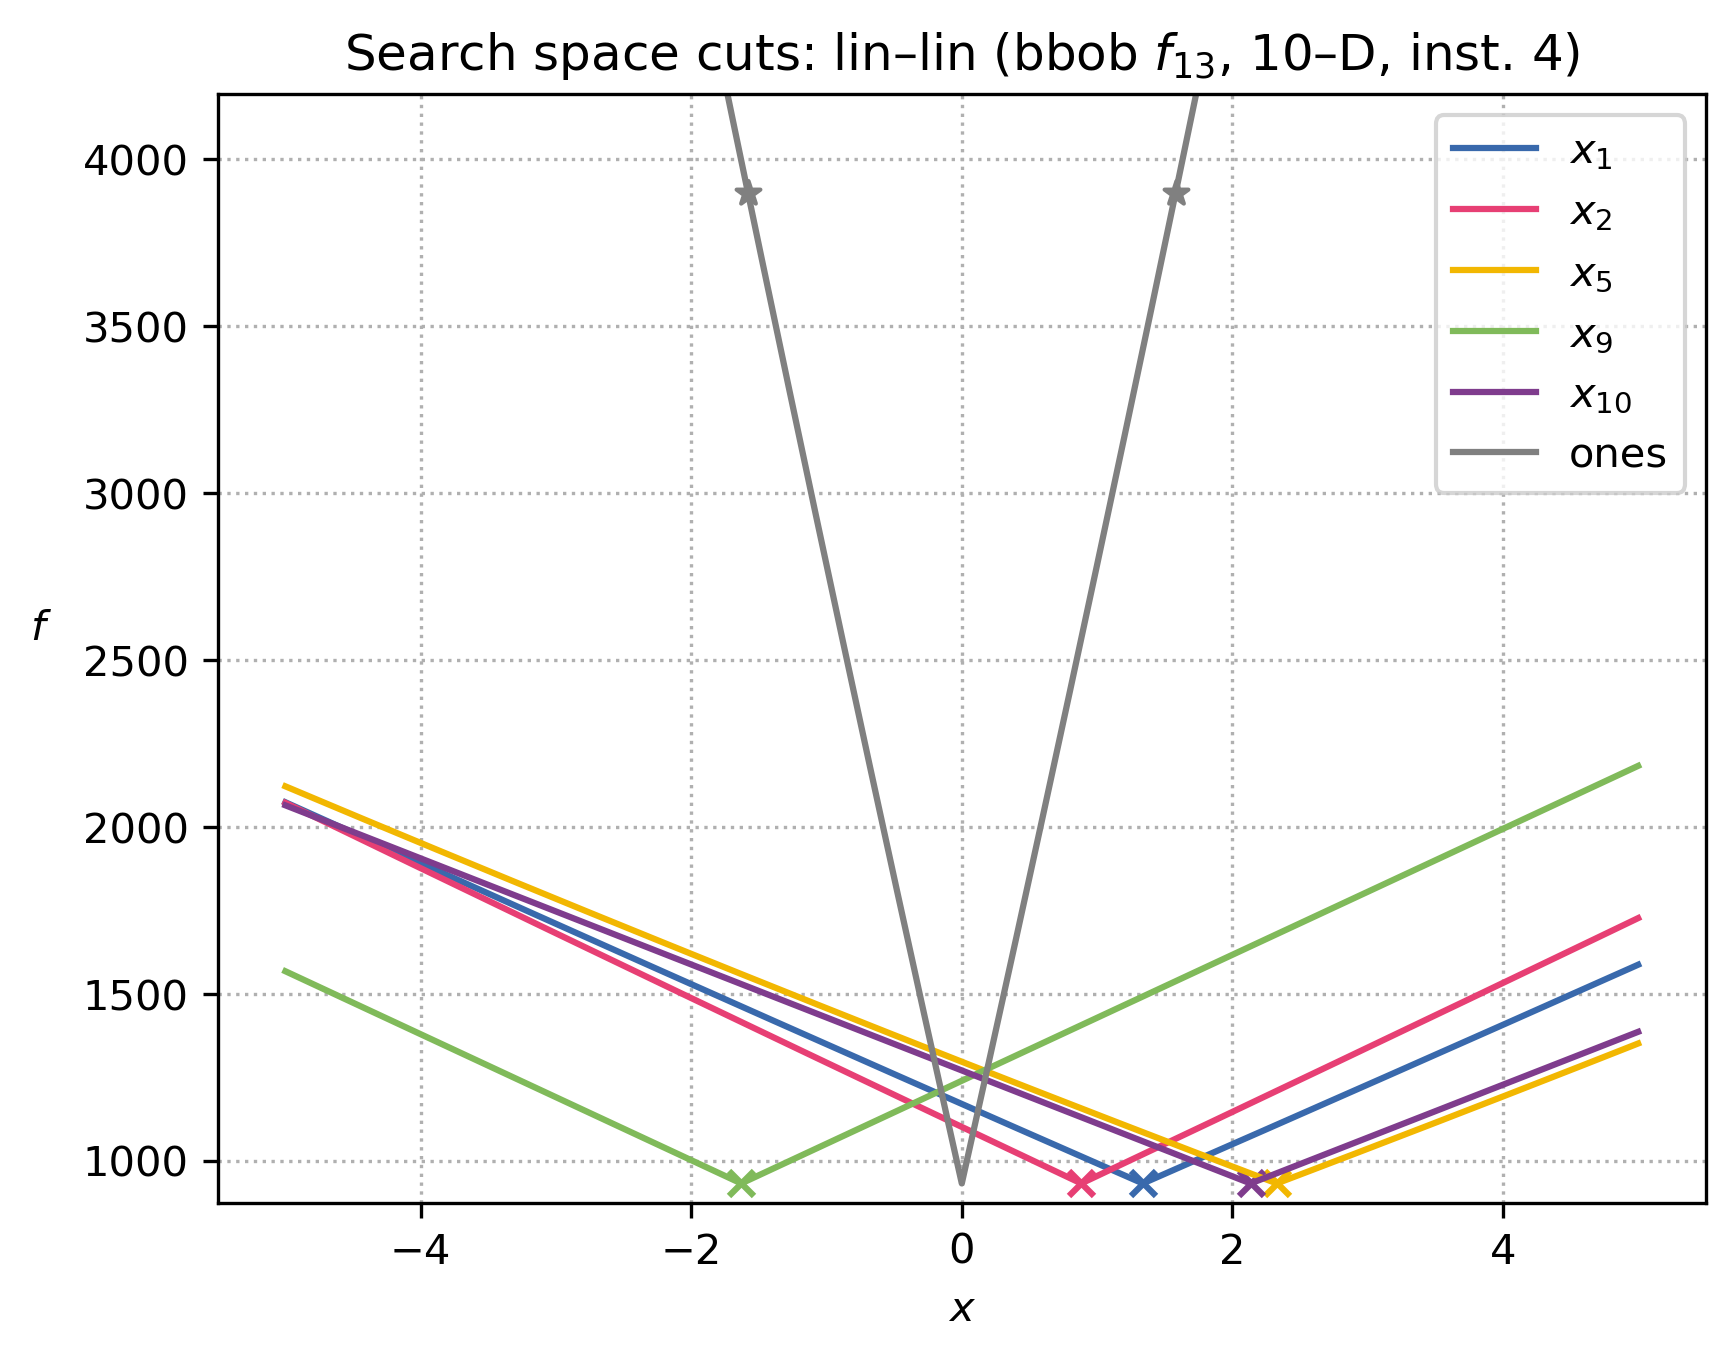 Search space cuts: lin–lin (bbob f₁₃, 10–D, inst. 4)
4000
3500
3000
2500
2000
1500
1000
f
x₁
x₂
x₅
x₉
x₁₀
ones
−4 −2 0 2 4
x